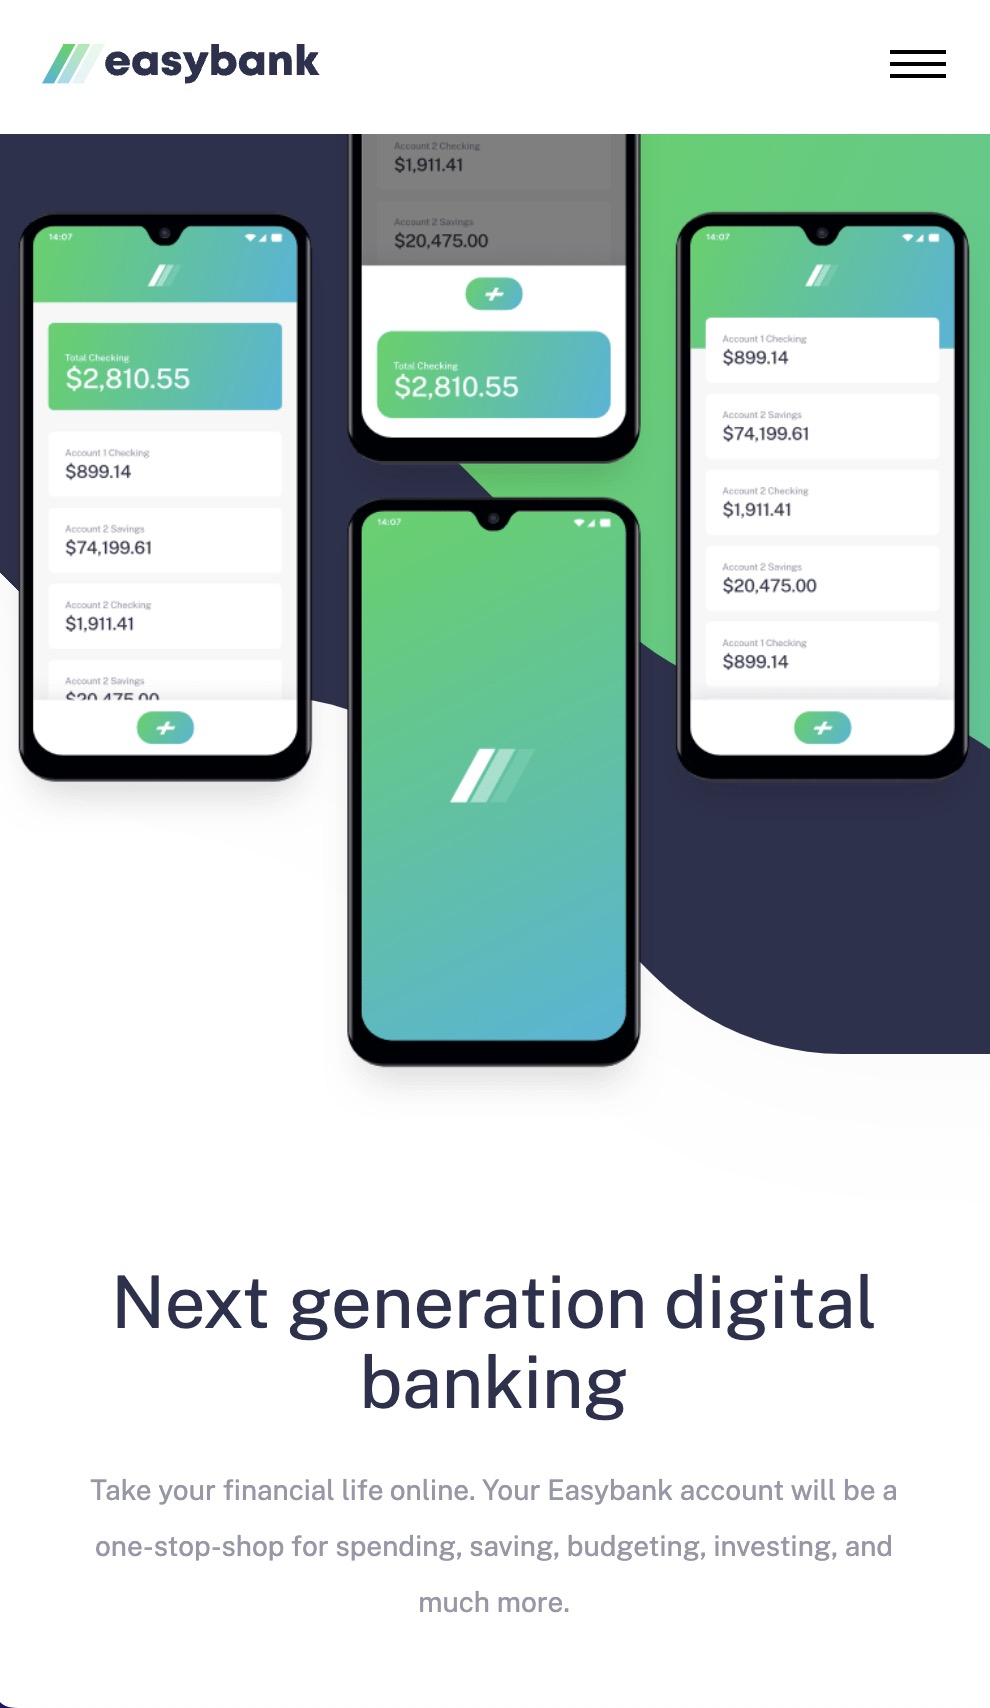 easybank
Account 2 Checking
$1,911.41
Account 2 Savings
$20,475.00
Total Checking
$2,810.55
14:07
Total Checking
$2,810.55
Account 1 Checking
$899.14
Account 2 Savings
$74,199.61
Account 2 Checking
$1,911.41
Account 2 Savings
$20,475.00
14:07
14:07
Account 1 Checking
$899.14
Account 2 Savings
$74,199.61
Account 2 Checking
$1,911.41
Account 2 Savings
$20,475.00
Account 1 Checking
$899.14
Next generation digital
banking
Take your financial life online. Your Easybank account will be a
one-stop-shop for spending, saving, budgeting, investing, and
much more.